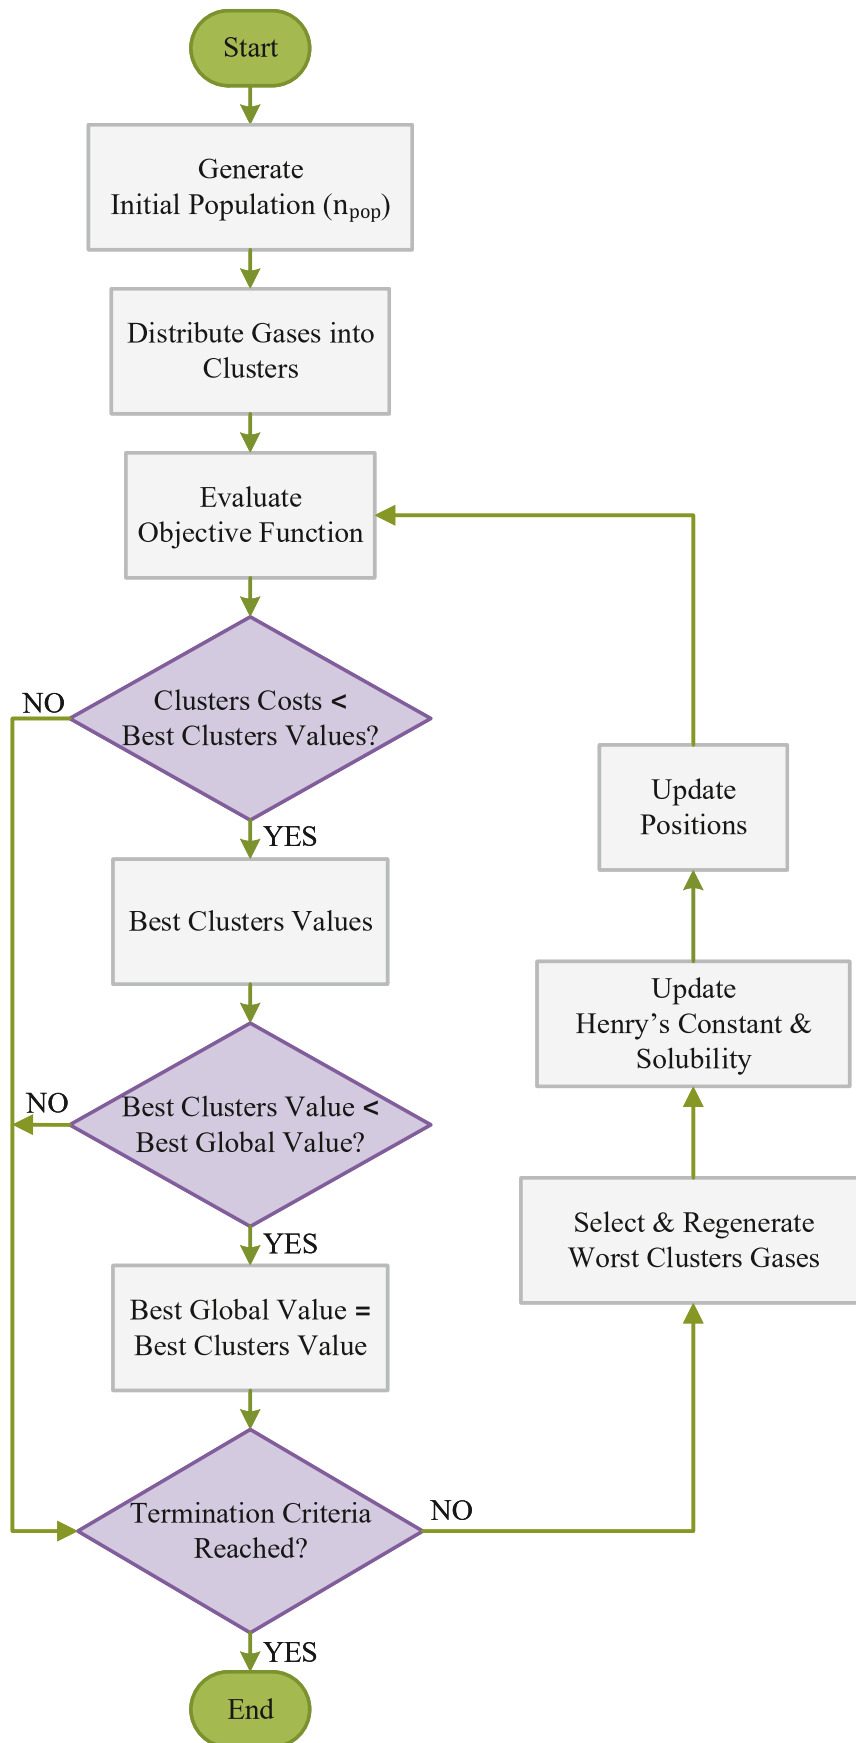 Start
Generate
Initial Population (n_pop)
Distribute Gases into
Clusters
Evaluate
Objective Function
Clusters Costs <
Best Clusters Values?
NO
YES
Best Clusters Values
Best Clusters Value <
Best Global Value?
NO
YES
Best Global Value =
Best Clusters Value
Termination Criteria
Reached?
NO
YES
End
Select & Regenerate
Worst Clusters Gases
Update
Henry’s Constant &
Solubility
Update
Positions